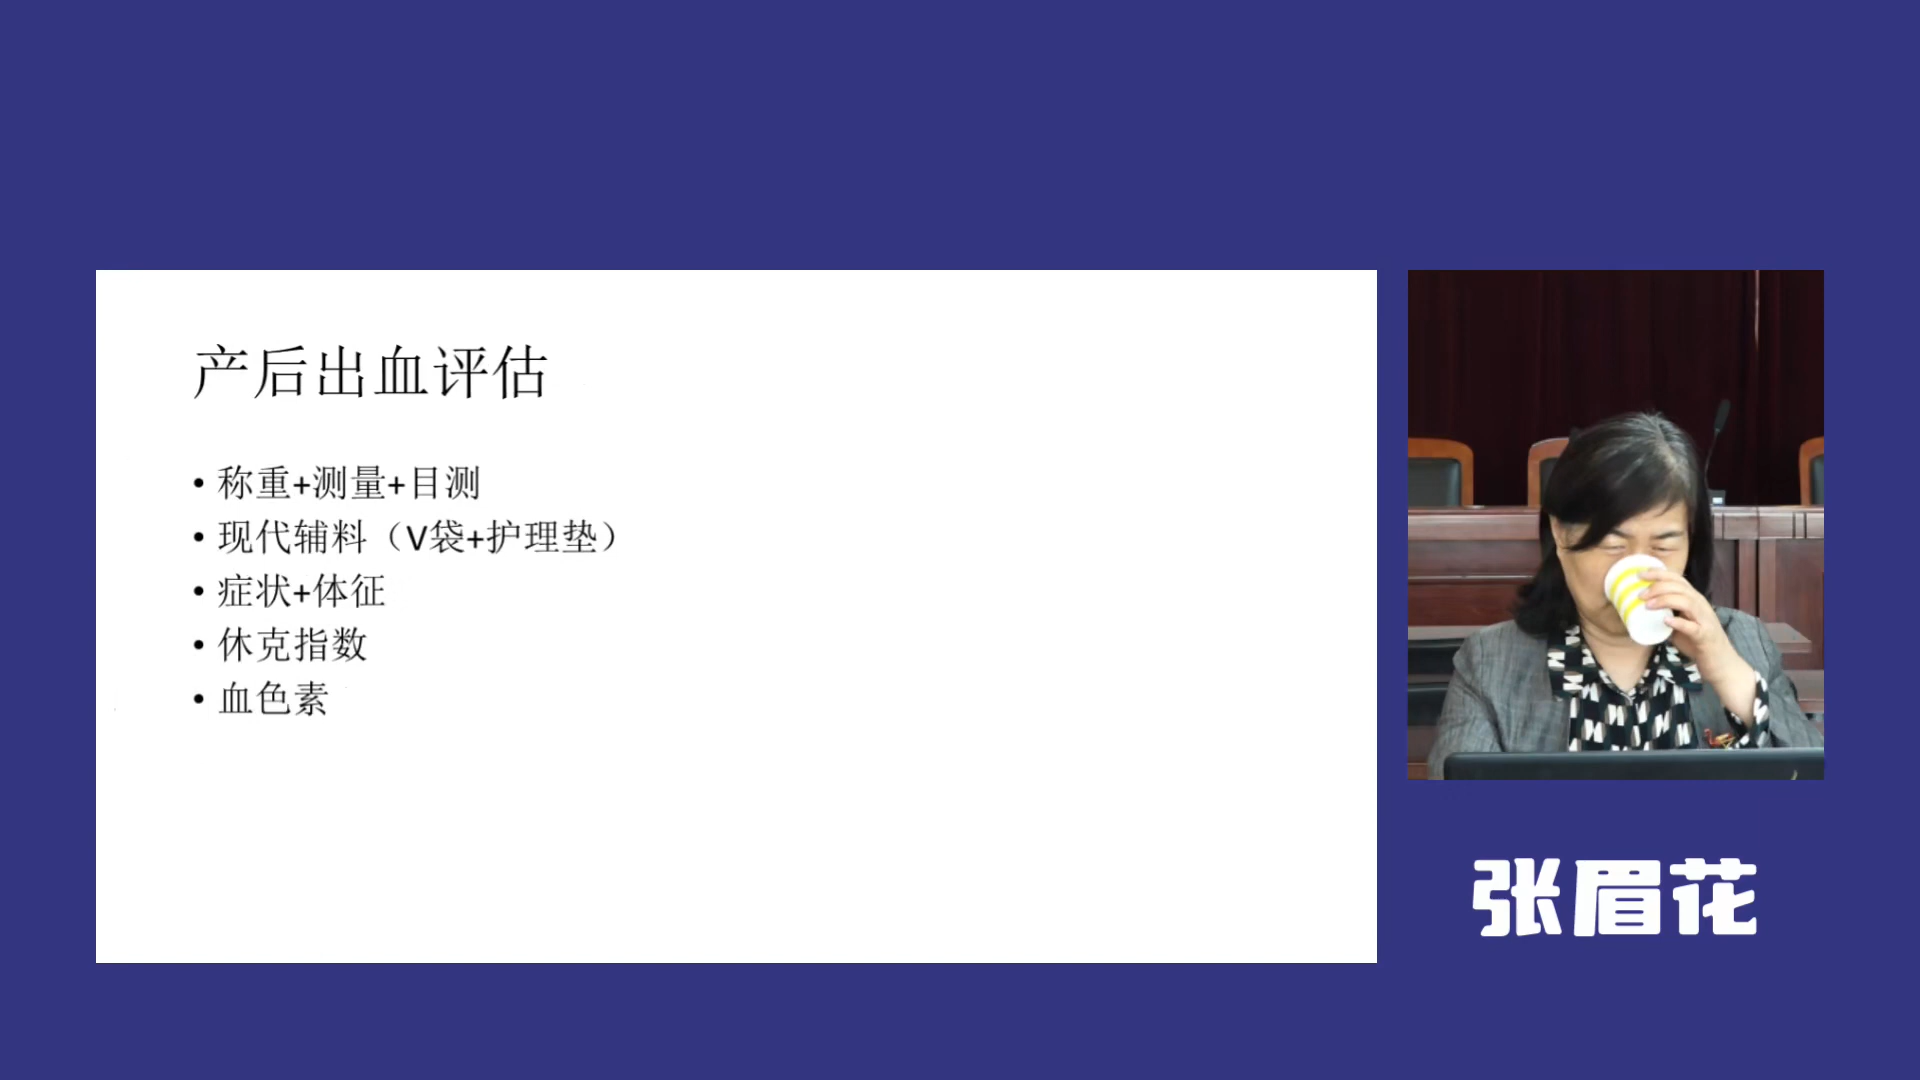 产后出血评估
• 称重+测量+目测
• 现代辅料（V袋+护理垫）
• 症状+体征
• 休克指数
• 血色素
张眉花